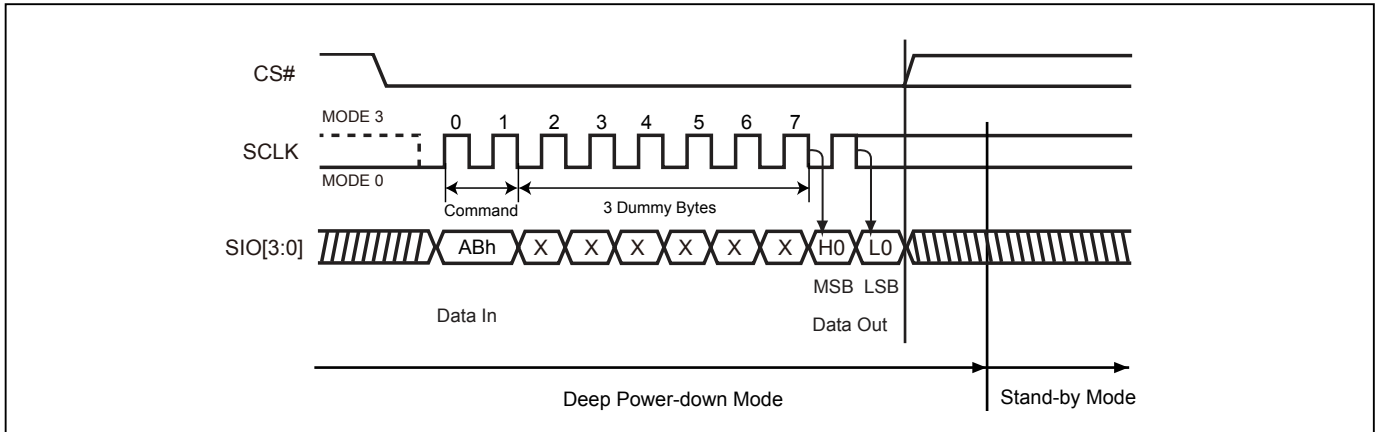 CS#
MODE 3
0 1 2 3 4 5 6 7
SCLK
MODE 0
Command
3 Dummy Bytes
SIO[3:0]
ABh X X X X X X H0 L0
MSB LSB
Data In
Data Out
Deep Power-down Mode
Stand-by Mode